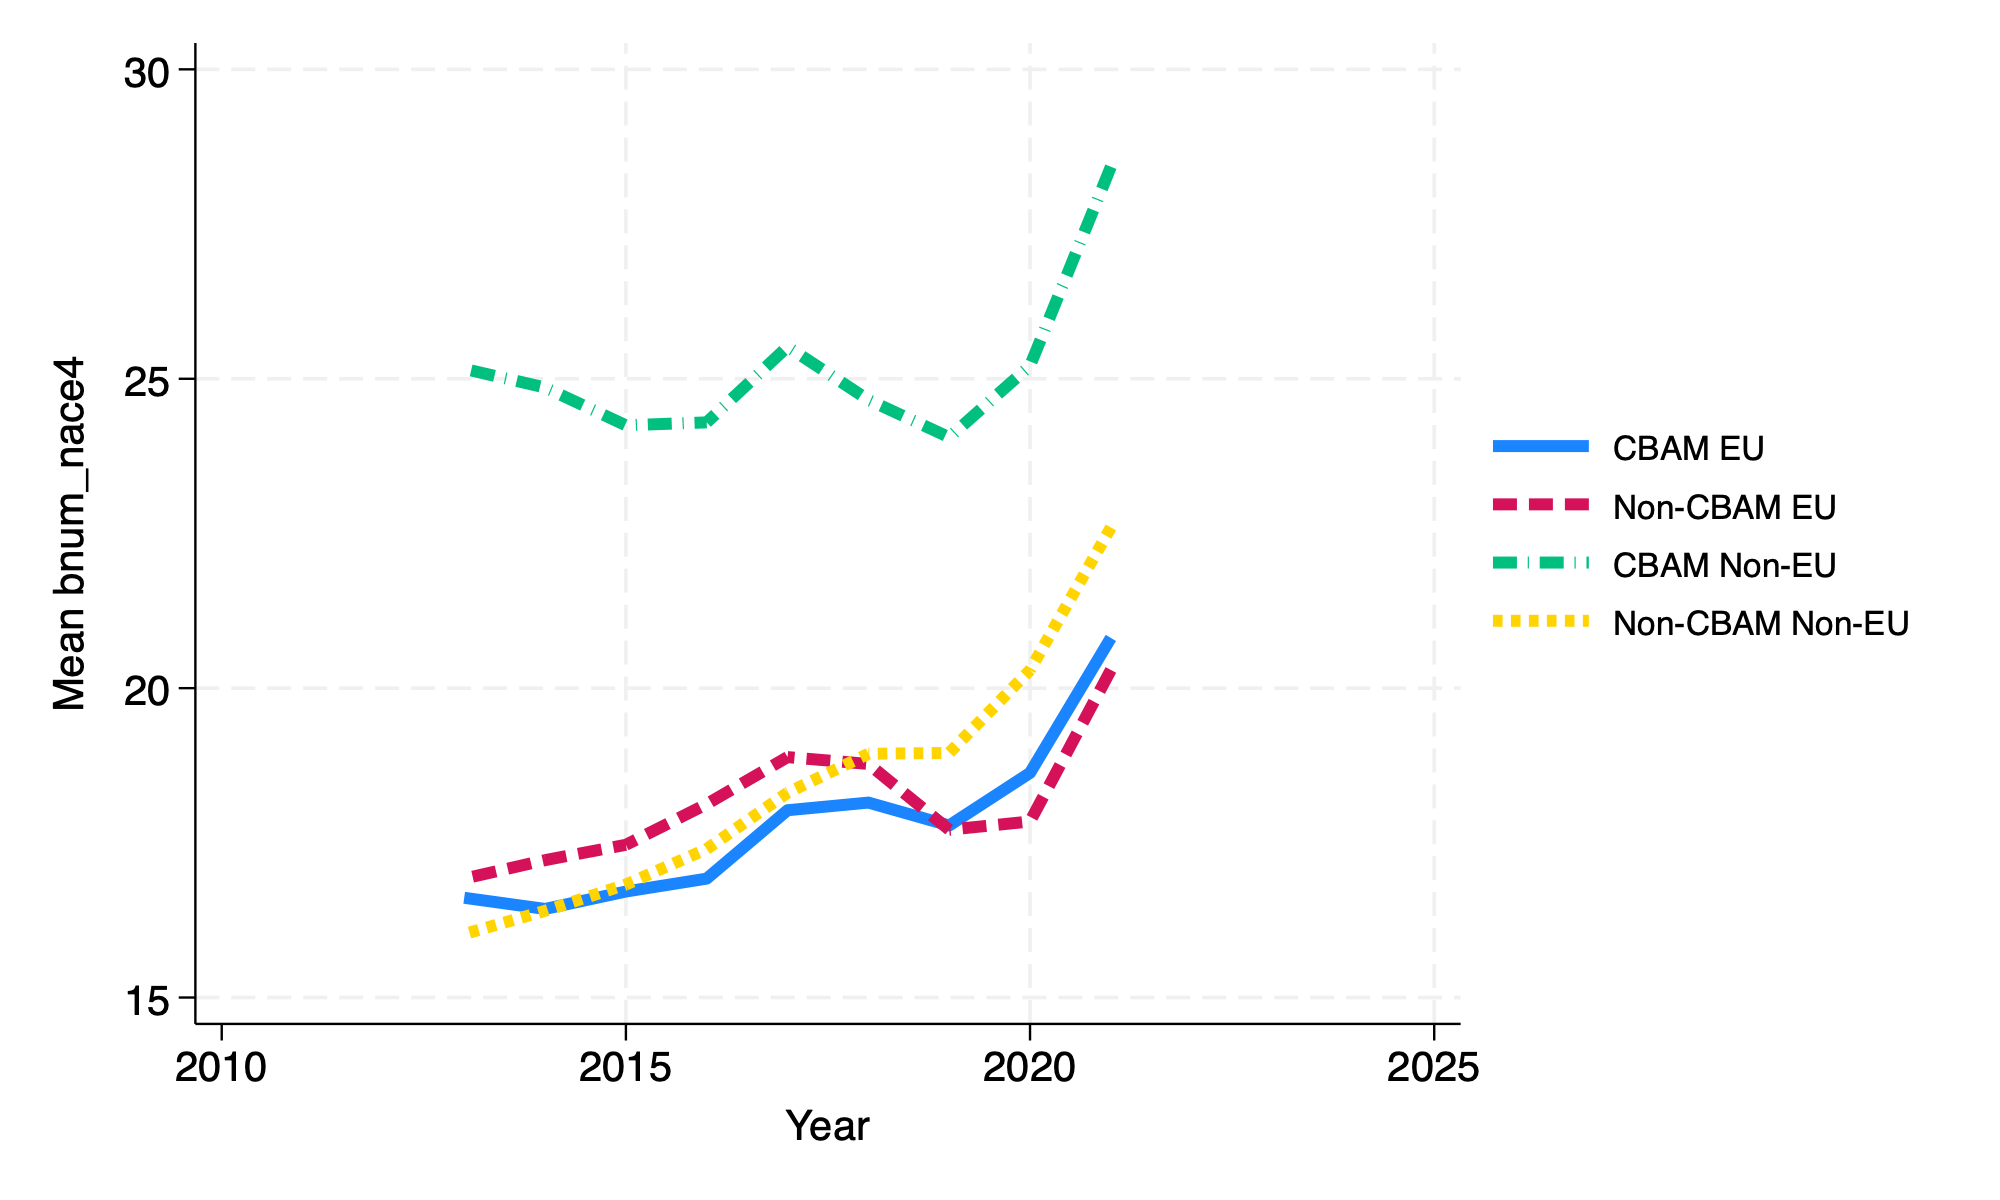 30
25
20
15
Mean bnum_nace4
2010
2015
2020
2025
Year
CBAM EU
Non-CBAM EU
CBAM Non-EU
Non-CBAM Non-EU